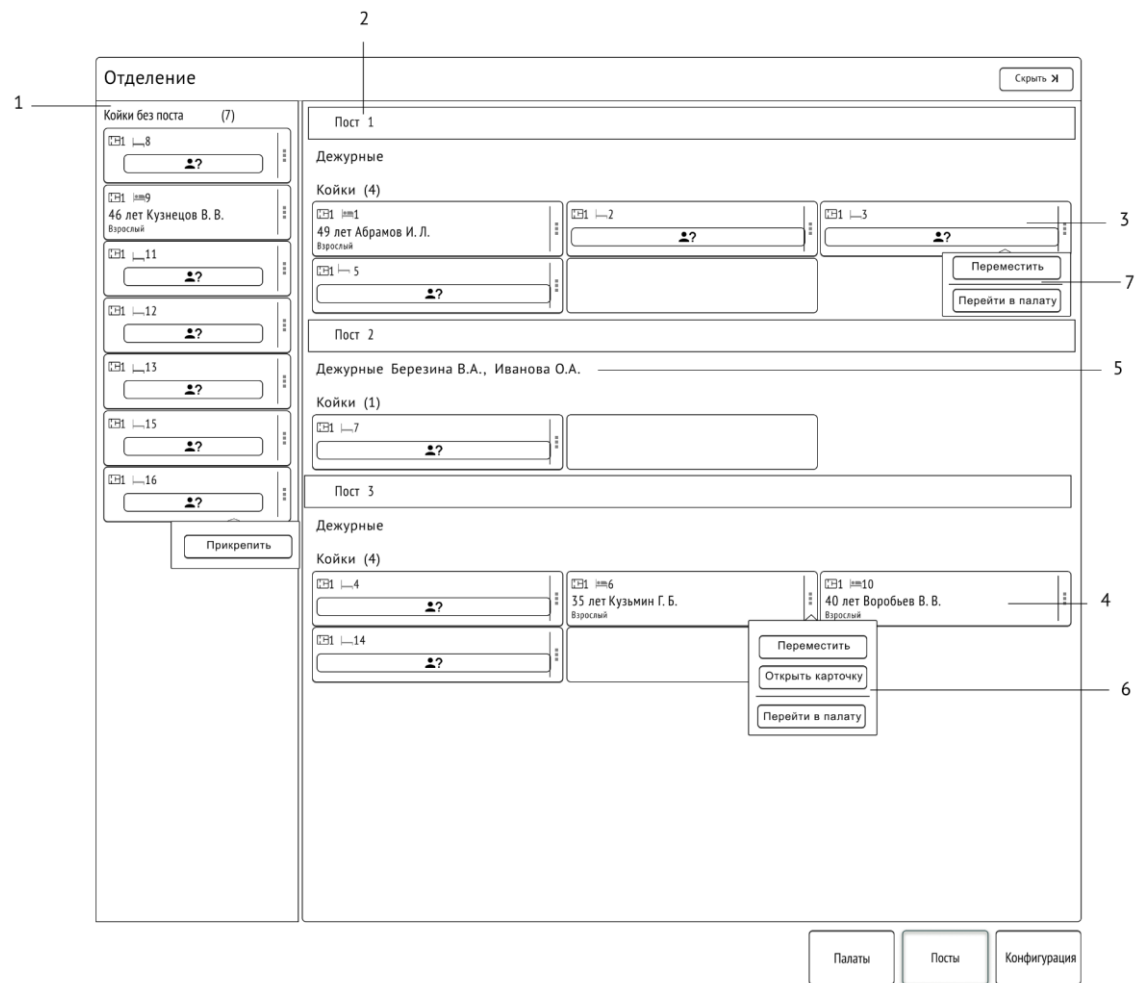 2
Отделение
Скрыть
1
Койки без поста (7)
1 8
?
1 9
46 лет Кузнецов В. В.
Взрослый
1 11
?
1 12
?
1 13
?
1 15
?
1 16
?
Прикрепить
Пост 1
Дежурные
Койки (4)
1 1
49 лет Абрамов И. Л.
Взрослый
1 2
?
1 3
?
3
1 5
?
Переместить
Перейти в палату
7
Пост 2
Дежурные Березина В.А., Иванова О.А.
5
Койки (1)
1 7
?
Пост 3
Дежурные
Койки (4)
1 4
?
1 6
35 лет Кузьмин Г. Б.
Взрослый
1 10
40 лет Воробьев В. В.
Взрослый
4
1 14
?
Переместить
Открыть карточку
Перейти в палату
6
Палаты
Посты
Конфигурация